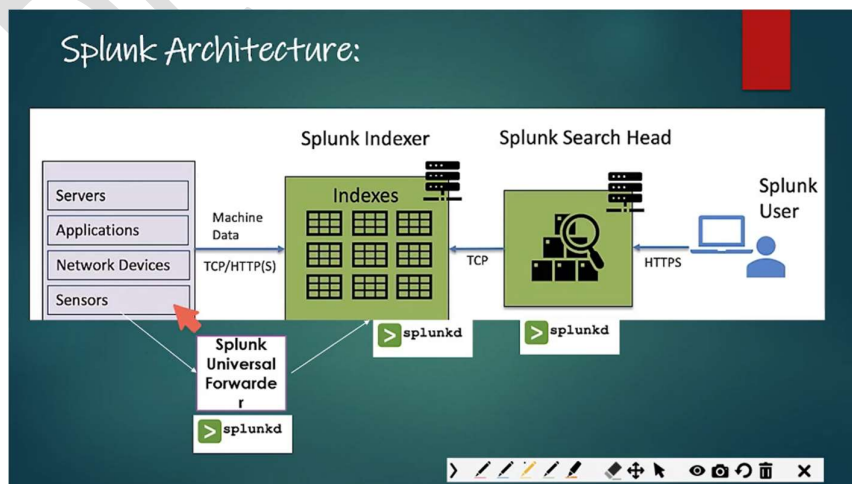 Splunk Architecture:
Splunk Indexer
Splunk Search Head
Servers
Applications
Network Devices
Sensors
Machine
Data
TCP/HTTP(S)
Indexes
TCP
HTTPS
Splunk
User
splunkd
splunkd
Splunk
Universal
Forwarde
r
splunkd